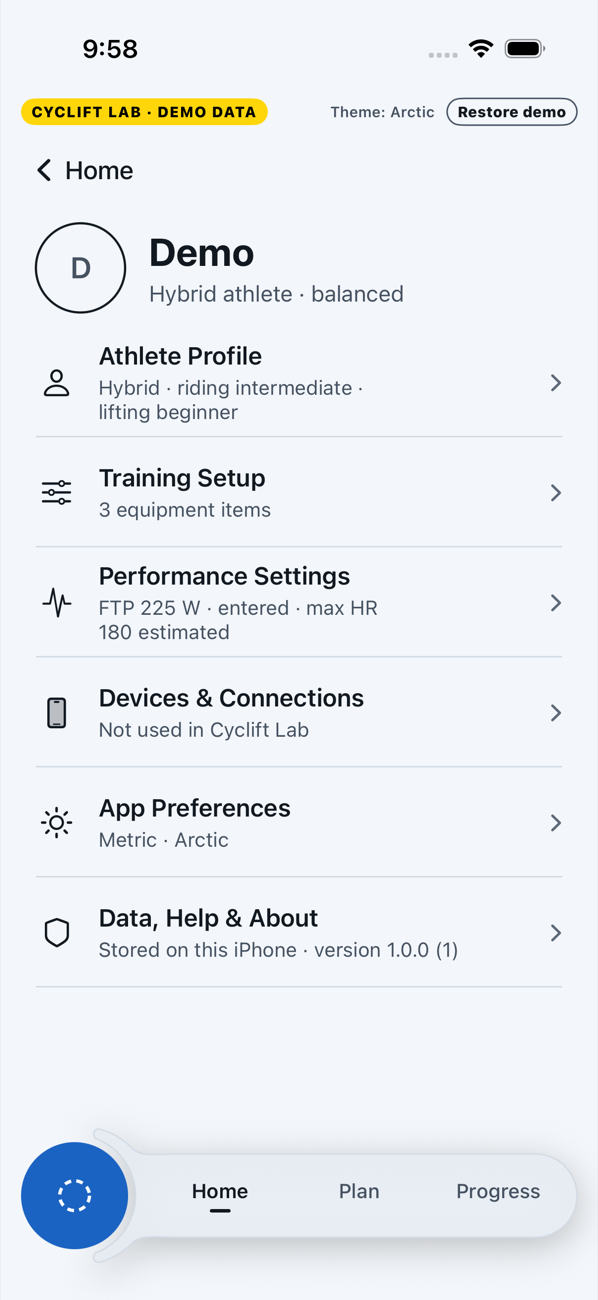 9:58
CYCLIFT LAB · DEMO DATA
Theme: Arctic
Restore demo
Home
D
Demo
Hybrid athlete · balanced
Athlete Profile
Hybrid · riding intermediate ·
lifting beginner
Training Setup
3 equipment items
Performance Settings
FTP 225 W · entered · max HR
180 estimated
Devices & Connections
Not used in Cyclift Lab
App Preferences
Metric · Arctic
Data, Help & About
Stored on this iPhone · version 1.0.0 (1)
Home
Plan
Progress